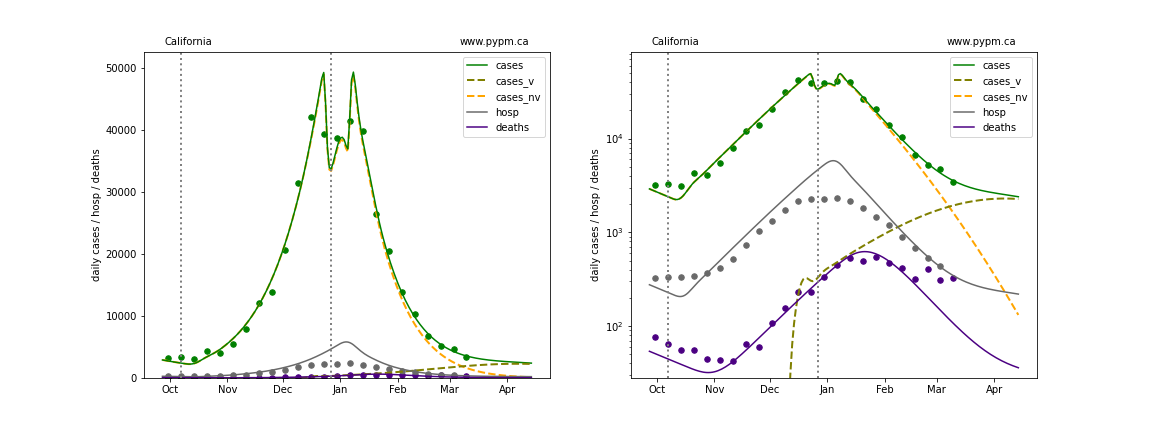 California www.pypm.ca
daily cases / hosp / deaths
50000
40000
30000
20000
10000
0
Oct Nov Dec Jan Feb Mar Apr
cases
cases_v
cases_nv
hosp
deaths
California www.pypm.ca
daily cases / hosp / deaths
10^4
10^3
10^2
Oct Nov Dec Jan Feb Mar Apr
cases
cases_v
cases_nv
hosp
deaths